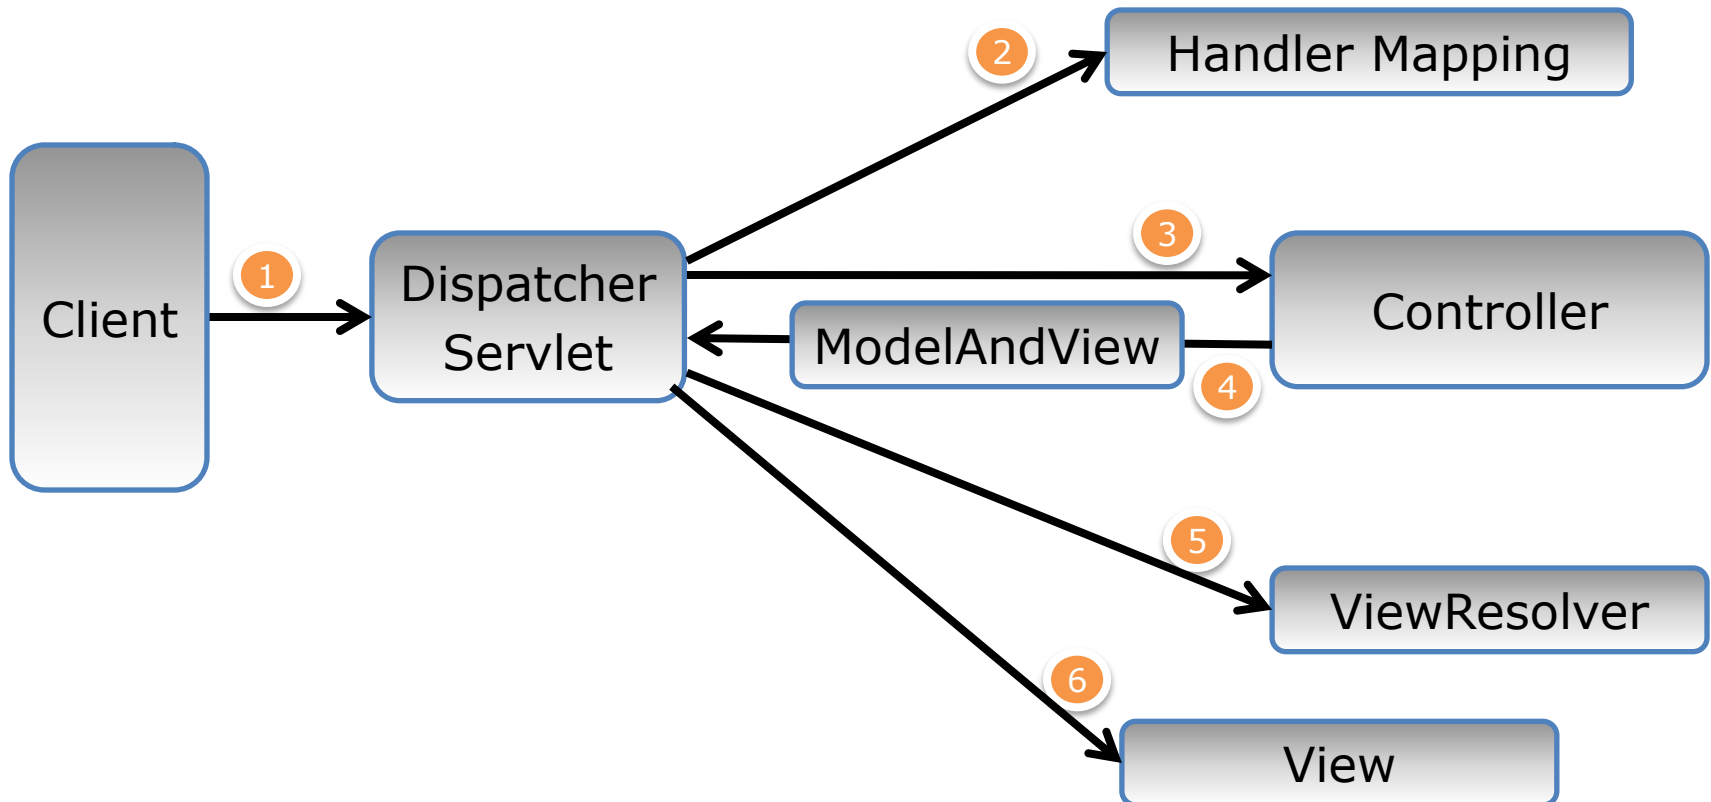 2
Handler Mapping
Client
1
Dispatcher
Servlet
3
Controller
ModelAndView
4
5
ViewResolver
6
View